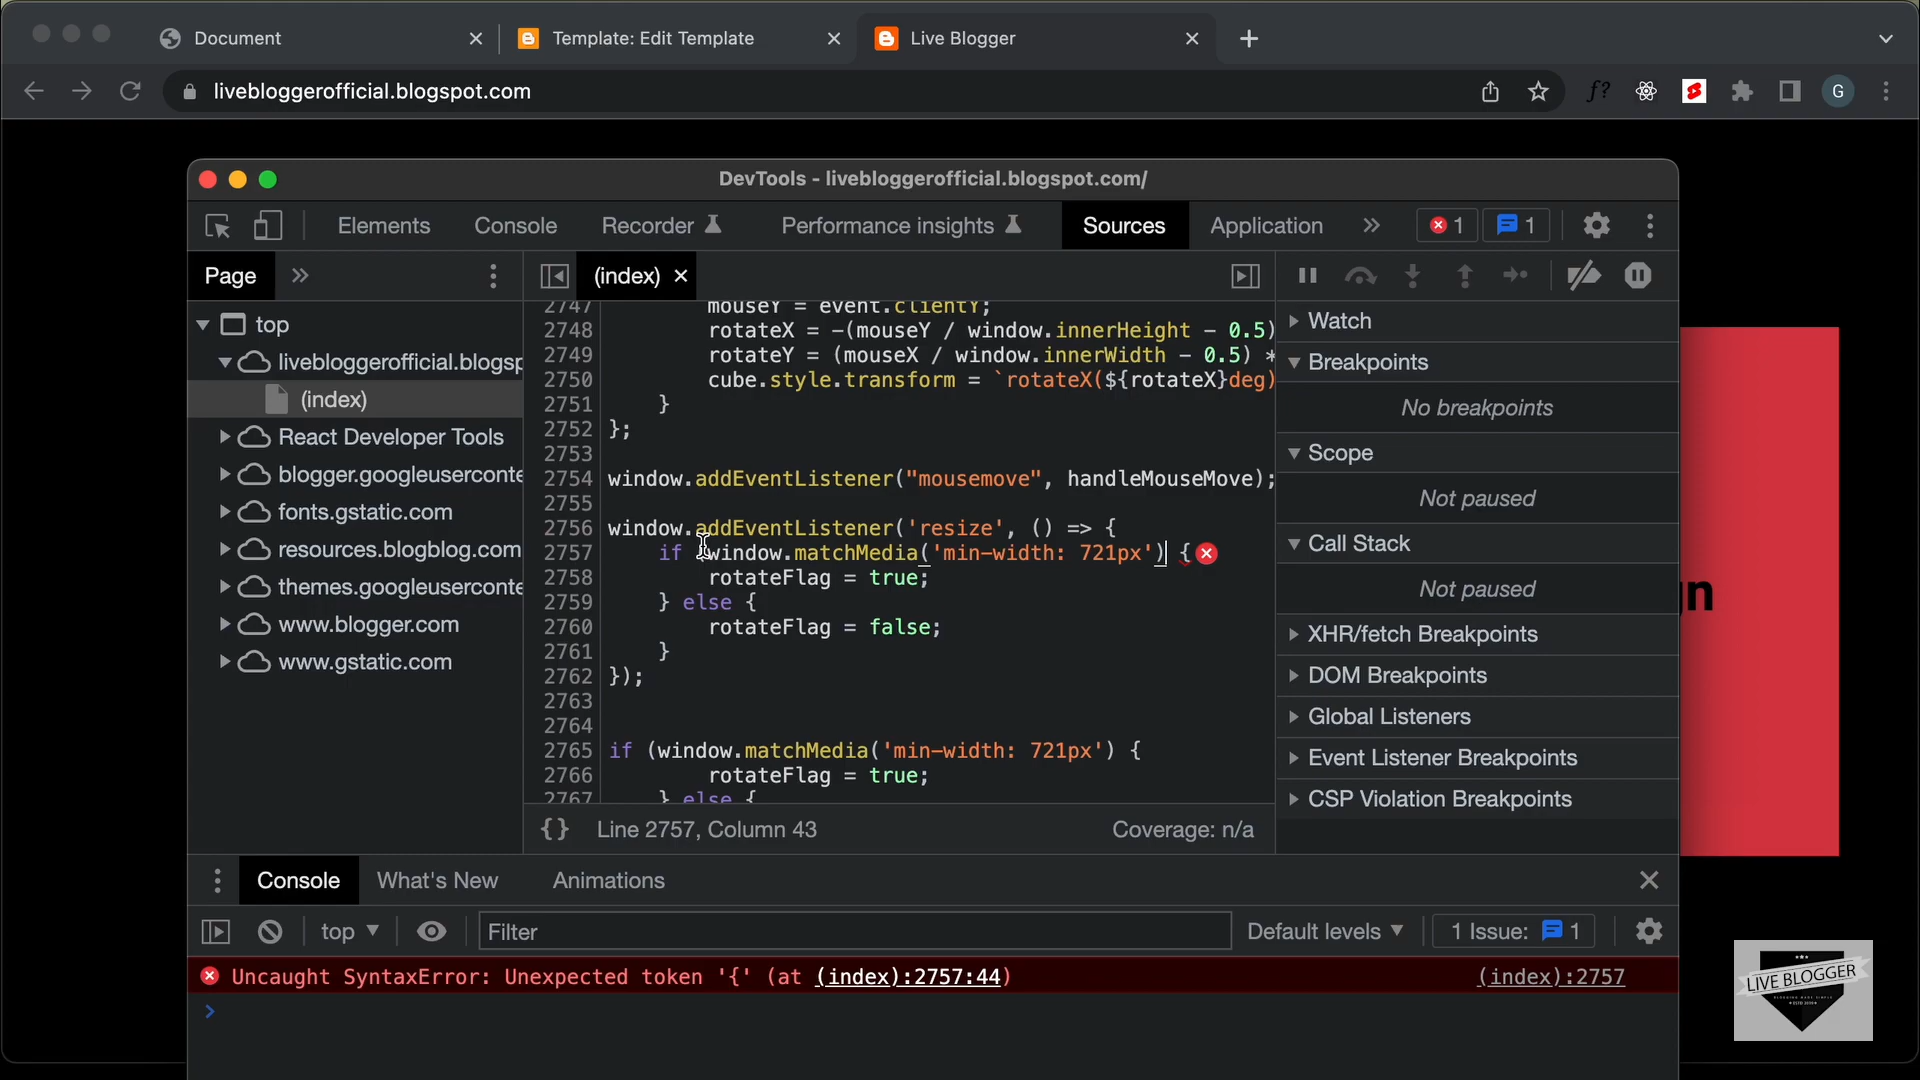 Document
Template: Edit Template
Live Blogger
livebloggerofficial.blogspot.com
f?
G
DevTools - livebloggerofficial.blogspot.com/
Elements
Console
Recorder
Performance insights
Sources
Application
1
1
Page
(index)
top
livebloggerofficial.blogsp
(index)
React Developer Tools
blogger.googleuserconte
fonts.gstatic.com
resources.blogblog.com
themes.googleuserconte
www.blogger.com
www.gstatic.com
2747 mouseY = event.clientY;
2748 rotateX = -(mouseY / window.innerHeight - 0.5)
2749 rotateY = (mouseX / window.innerWidth - 0.5) *
2750 cube.style.transform = `rotateX(${rotateX}deg)
2751 }
2752 };
2753
2754 window.addEventListener("mousemove", handleMouseMove);
2755
2756 window.addEventListener('resize', () => {
2757 if (window.matchMedia('min-width: 721px') {
2758 rotateFlag = true;
2759 } else {
2760 rotateFlag = false;
2761 }
2762 });
2763
2764
2765 if (window.matchMedia('min-width: 721px') {
2766 rotateFlag = true;
2767 } else {
{} Line 2757, Column 43
Coverage: n/a
Watch
Breakpoints
No breakpoints
Scope
Not paused
Call Stack
Not paused
XHR/fetch Breakpoints
DOM Breakpoints
Global Listeners
Event Listener Breakpoints
CSP Violation Breakpoints
gn
Console
What's New
Animations
top
Filter
Default levels
1 Issue: 1
Uncaught SyntaxError: Unexpected token '{' (at (index):2757:44)
(index):2757
LIVE BLOGGER